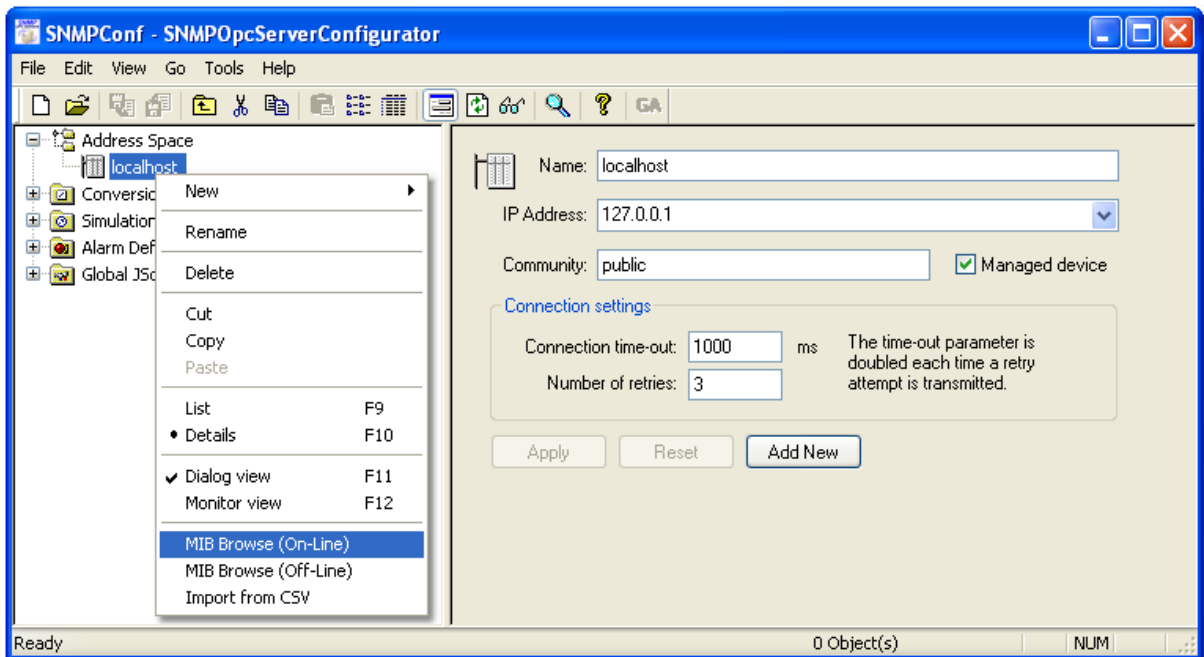 SNMPConf - SNMPOpcServerConfigurator
File Edit View Go Tools Help
GA
Address Space
localhost
Conversic
Simulation
Alarm Def
Global JSc
New
Rename
Delete
Cut
Copy
Paste
List F9
Details F10
Dialog view F11
Monitor view F12
MIB Browse (On-Line)
MIB Browse (Off-Line)
Import from CSV
Name: localhost
IP Address: 127.0.0.1
Community: public Managed device
Connection settings
Connection time-out: 1000 ms
Number of retries: 3
The time-out parameter is
doubled each time a retry
attempt is transmitted.
Apply Reset Add New
Ready 0 Object(s) NUM